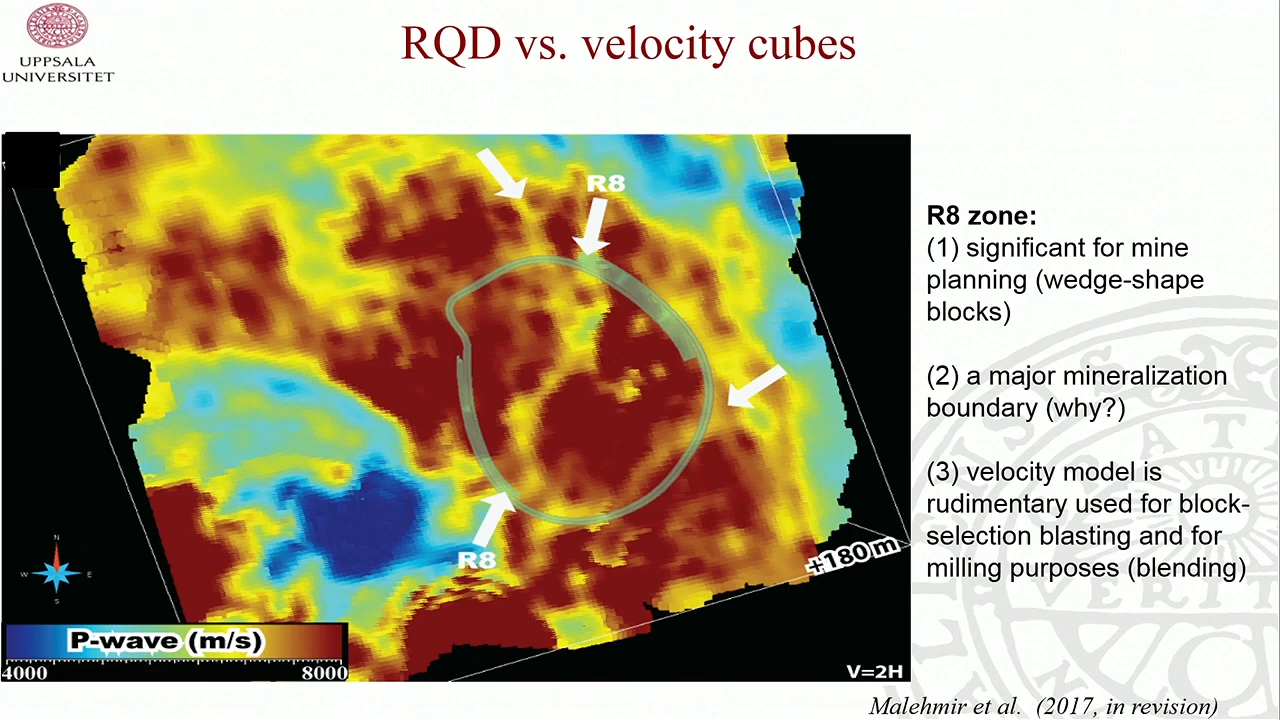 UPPSALA
UNIVERSITET
RQD vs. velocity cubes
R8
R8
+180 m
N
W
E
S
P-wave (m/s)
4000
8000
V=2H
R8 zone:
(1) significant for mine
planning (wedge-shape
blocks)
(2) a major mineralization
boundary (why?)
(3) velocity model is
rudimentary used for block-
selection blasting and for
milling purposes (blending)
Malehmir et al. (2017, in revision)